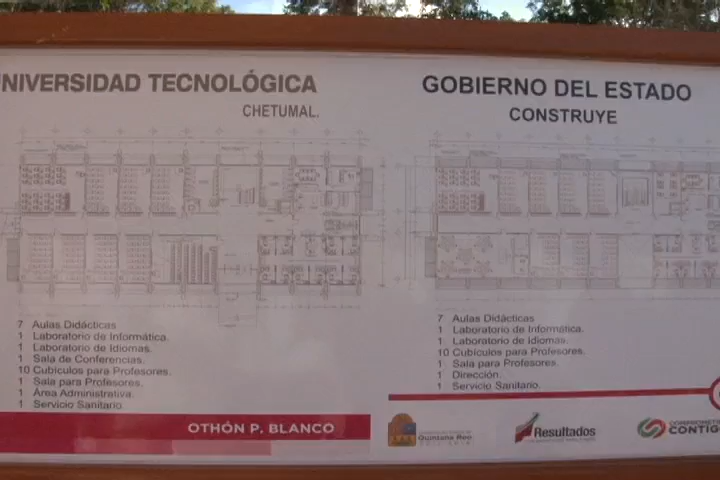 UNIVERSIDAD TECNOLÓGICA
CHETUMAL.
7 Aulas Didácticas
1 Laboratorio de Informática.
1 Laboratorio de Idiomas.
1 Sala de Conferencias.
10 Cubículos para Profesores.
1 Sala para Profesores.
1 Área Administrativa.
1 Servicio Sanitario
OTHÓN P. BLANCO
GOBIERNO DEL ESTADO
CONSTRUYE
7 Aulas Didácticas
1 Laboratorio de Informática.
1 Laboratorio de Idiomas.
10 Cubículos para Profesores.
1 Sala para Profesores.
1 Dirección.
1 Servicio Sanitario.
Quintana Roo
Resultados
CONTIGO